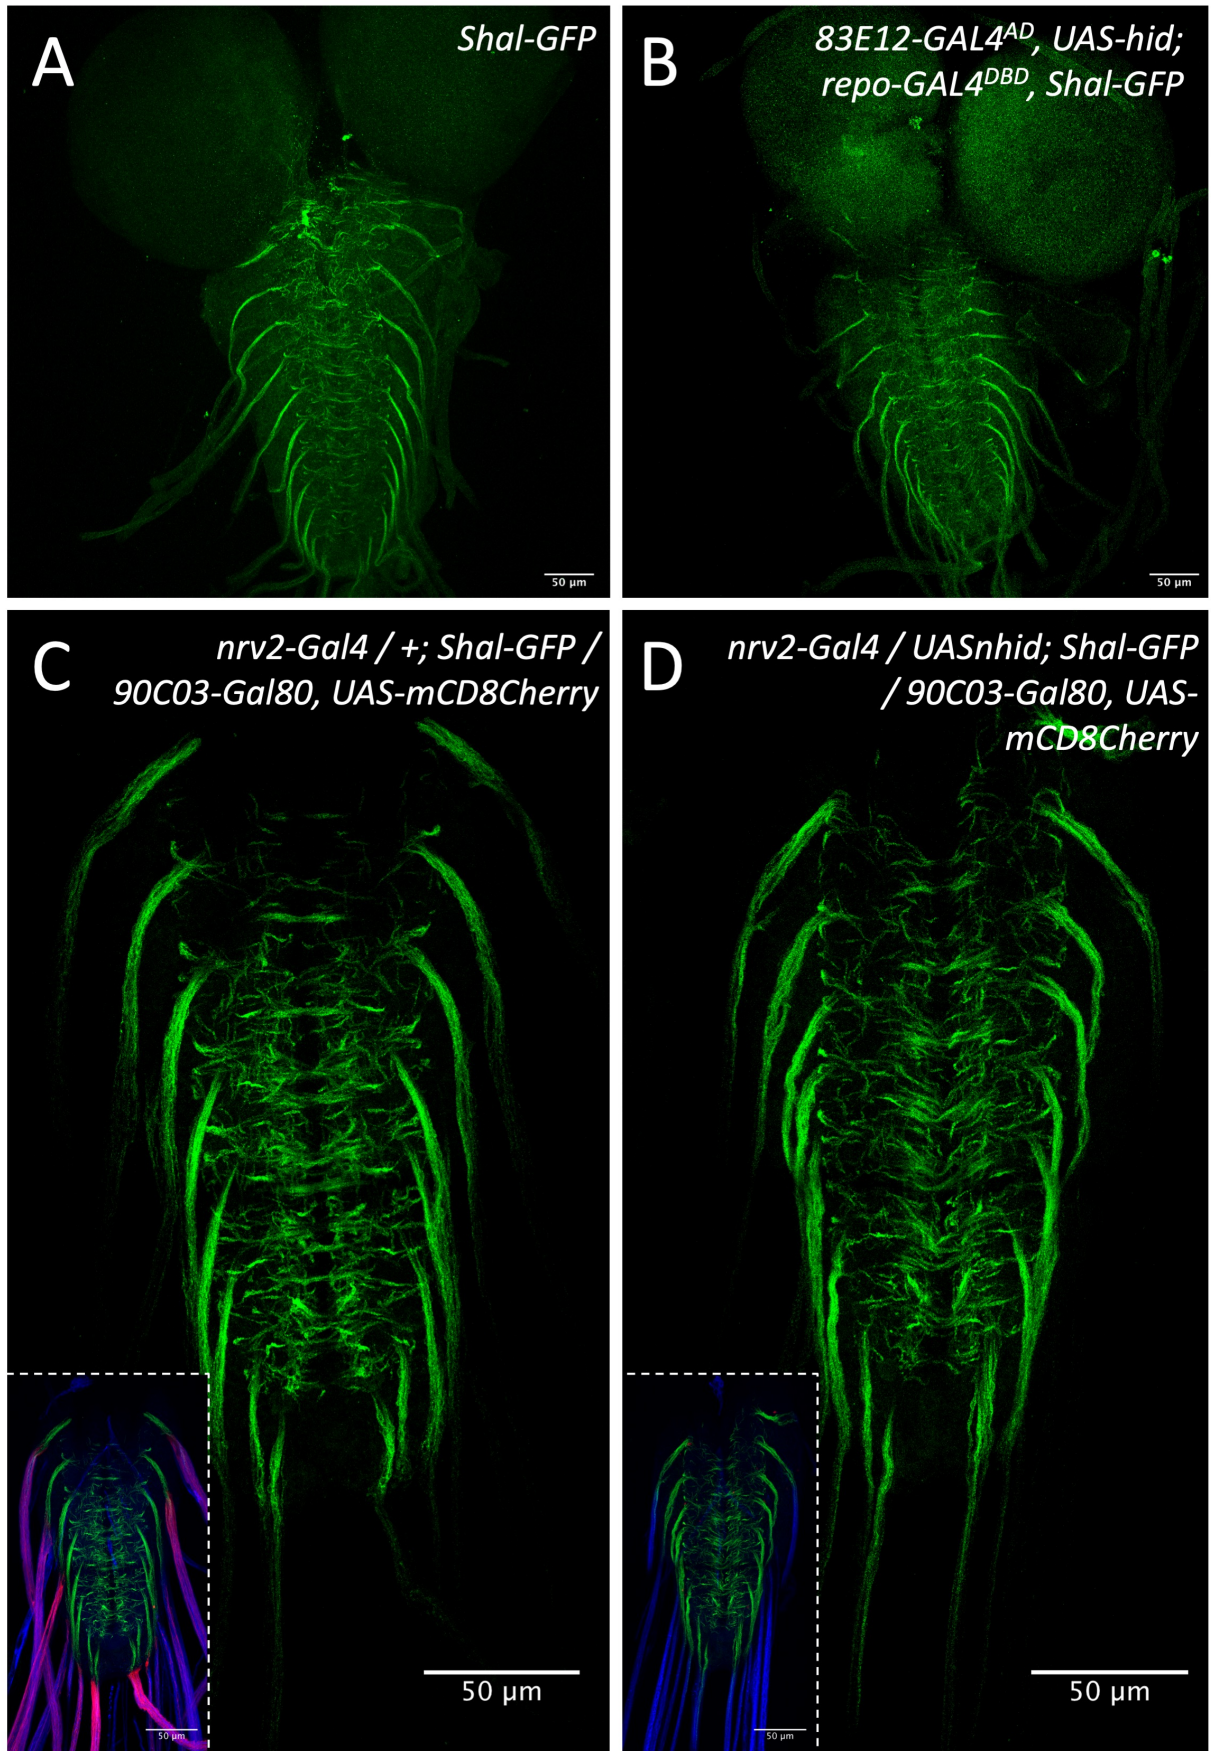 A
Shal-GFP
50 µm
B
83E12-GAL4ᴬᴰ, UAS-hid;
repo-GAL4ᴰᴮᴰ, Shal-GFP
50 µm
C
nrv2-Gal4 / +; Shal-GFP /
90C03-Gal80, UAS-mCD8Cherry
50 µm
50 µm
D
nrv2-Gal4 / UASnhid; Shal-GFP
/ 90C03-Gal80, UAS-
mCD8Cherry
50 µm
50 µm